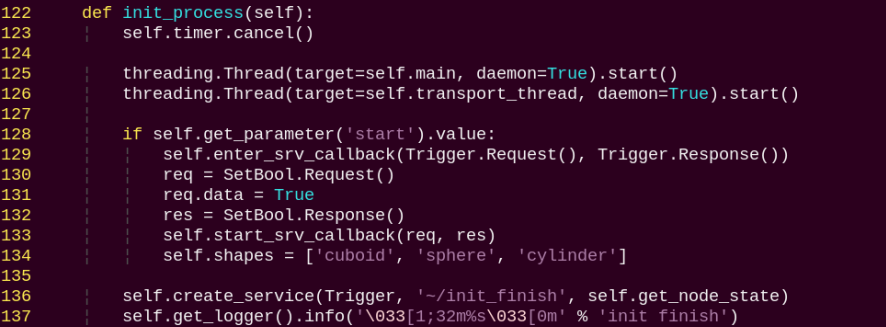 122     def init_process(self):
123         self.timer.cancel()
124
125         threading.Thread(target=self.main, daemon=True).start()
126         threading.Thread(target=self.transport_thread, daemon=True).start()
127
128         if self.get_parameter('start').value:
129             self.enter_srv_callback(Trigger.Request(), Trigger.Response())
130             req = SetBool.Request()
131             req.data = True
132             res = SetBool.Response()
133             self.start_srv_callback(req, res)
134             self.shapes = ['cuboid', 'sphere', 'cylinder']
135
136         self.create_service(Trigger, '~/init_finish', self.get_node_state)
137         self.get_logger().info('\033[1;32m%s\033[0m' % 'init finish')